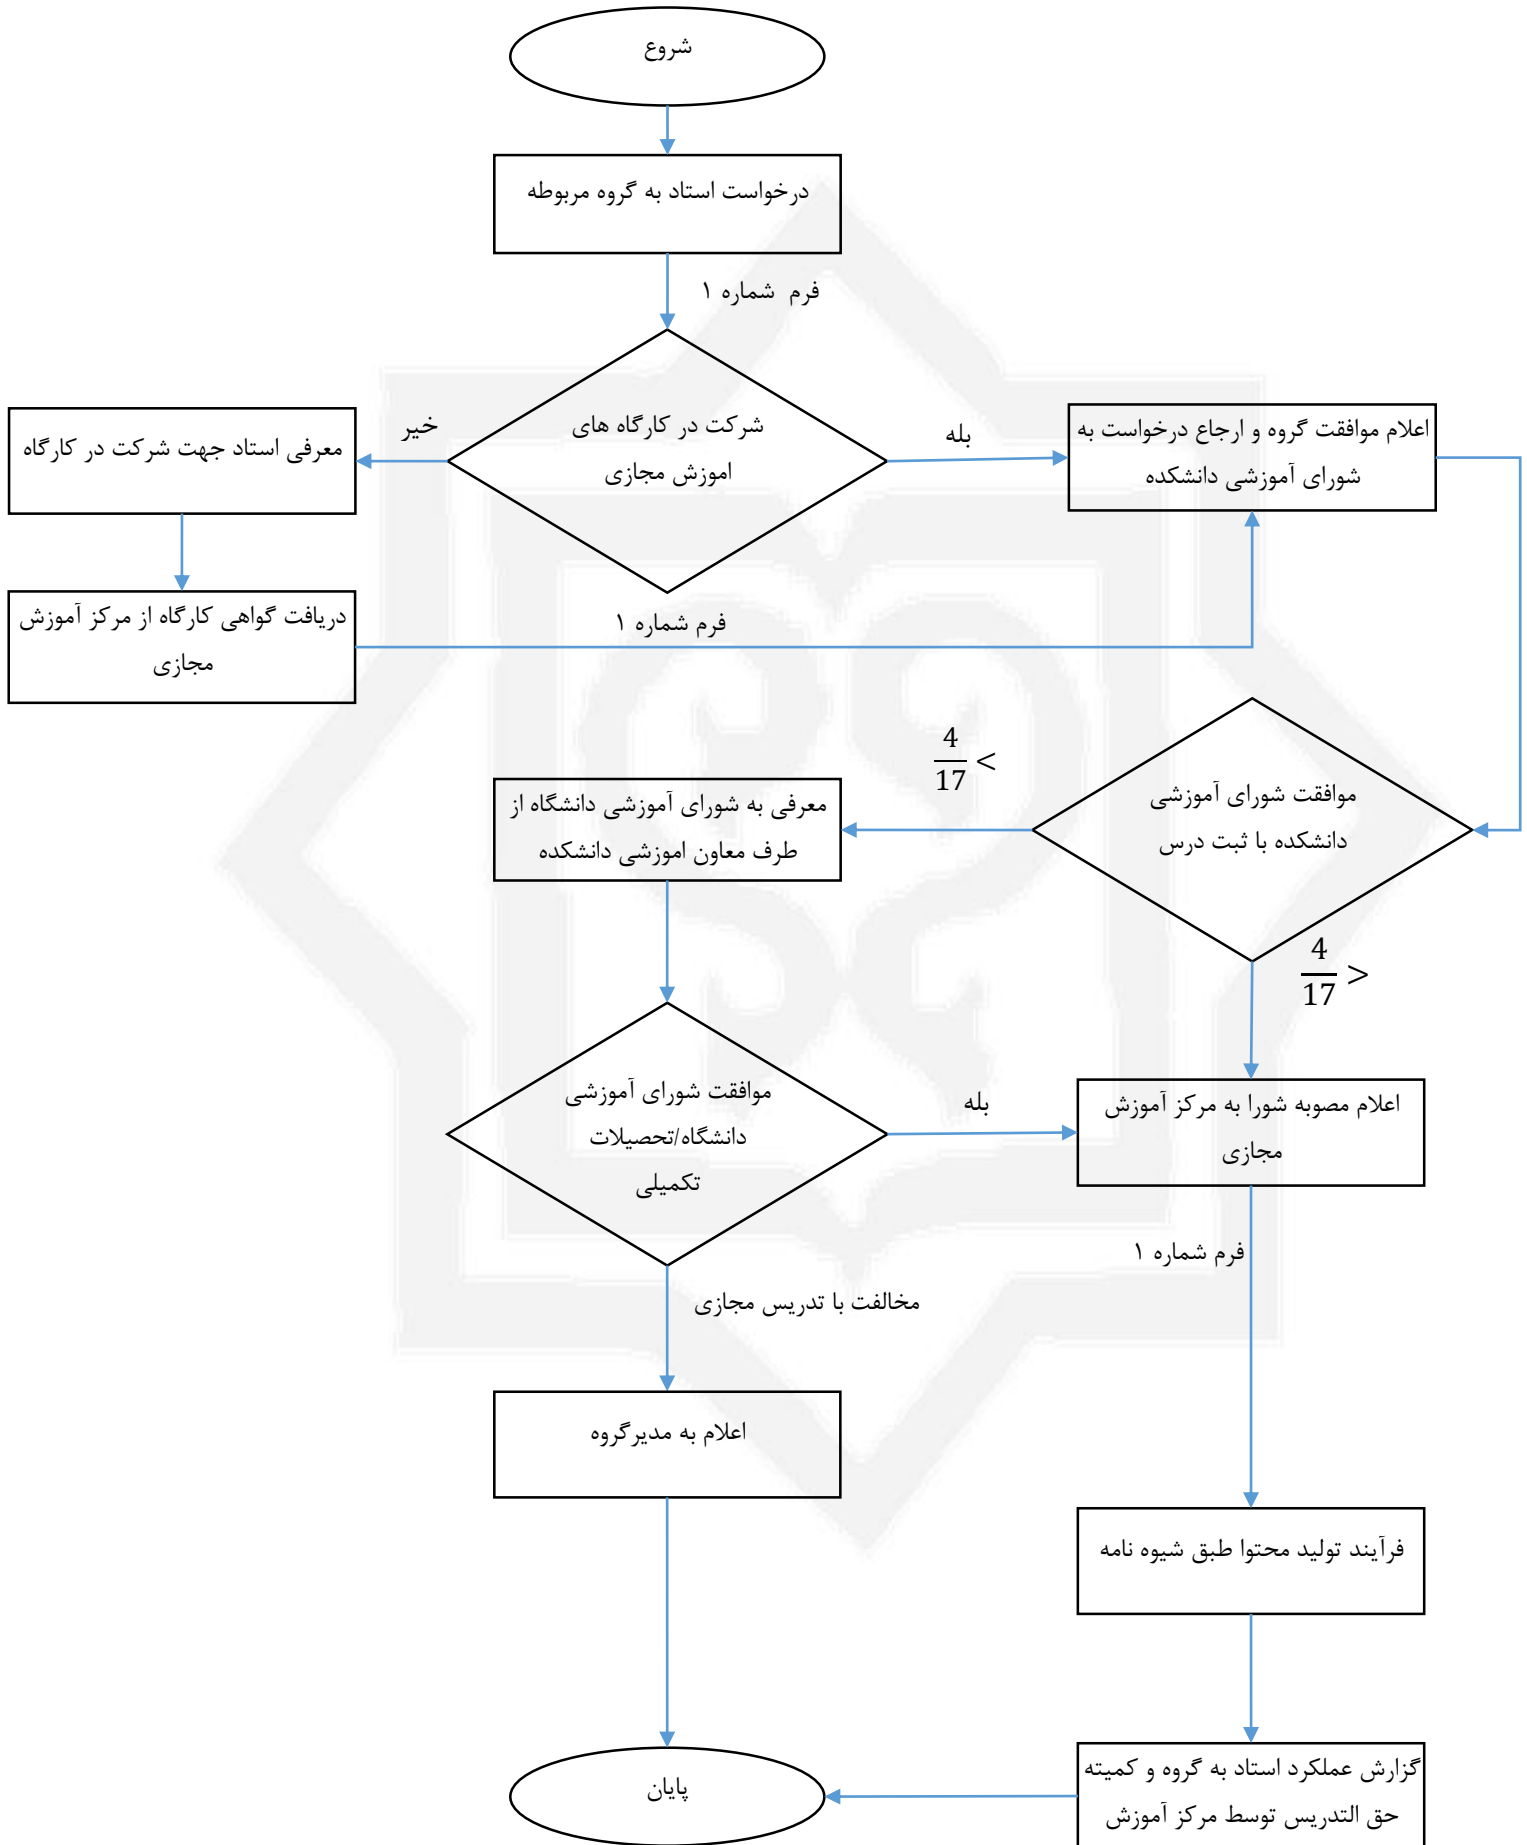 شروع
درخواست استاد به گروه مربوطه
فرم شماره ۱
شرکت در کارگاه های
اموزش مجازی
خیر
بله
معرفی استاد جهت شرکت در کارگاه
اعلام موافقت گروه و ارجاع درخواست به
شورای آموزشی دانشکده
دریافت گواهی کارگاه از مرکز آموزش
مجازی
فرم شماره ۱
موافقت شورای آموزشی
دانشکده با ثبت درس
4/17 <
4/17 >
معرفی به شورای آموزشی دانشگاه از
طرف معاون اموزشی دانشکده
موافقت شورای آموزشی
دانشگاه/تحصیلات
تکمیلی
بله
اعلام مصوبه شورا به مرکز آموزش
مجازی
فرم شماره ۱
مخالفت با تدریس مجازی
اعلام به مدیرگروه
فرآیند تولید محتوا طبق شیوه نامه
گزارش عملکرد استاد به گروه و کمیته
حق التدریس توسط مرکز آموزش
پایان